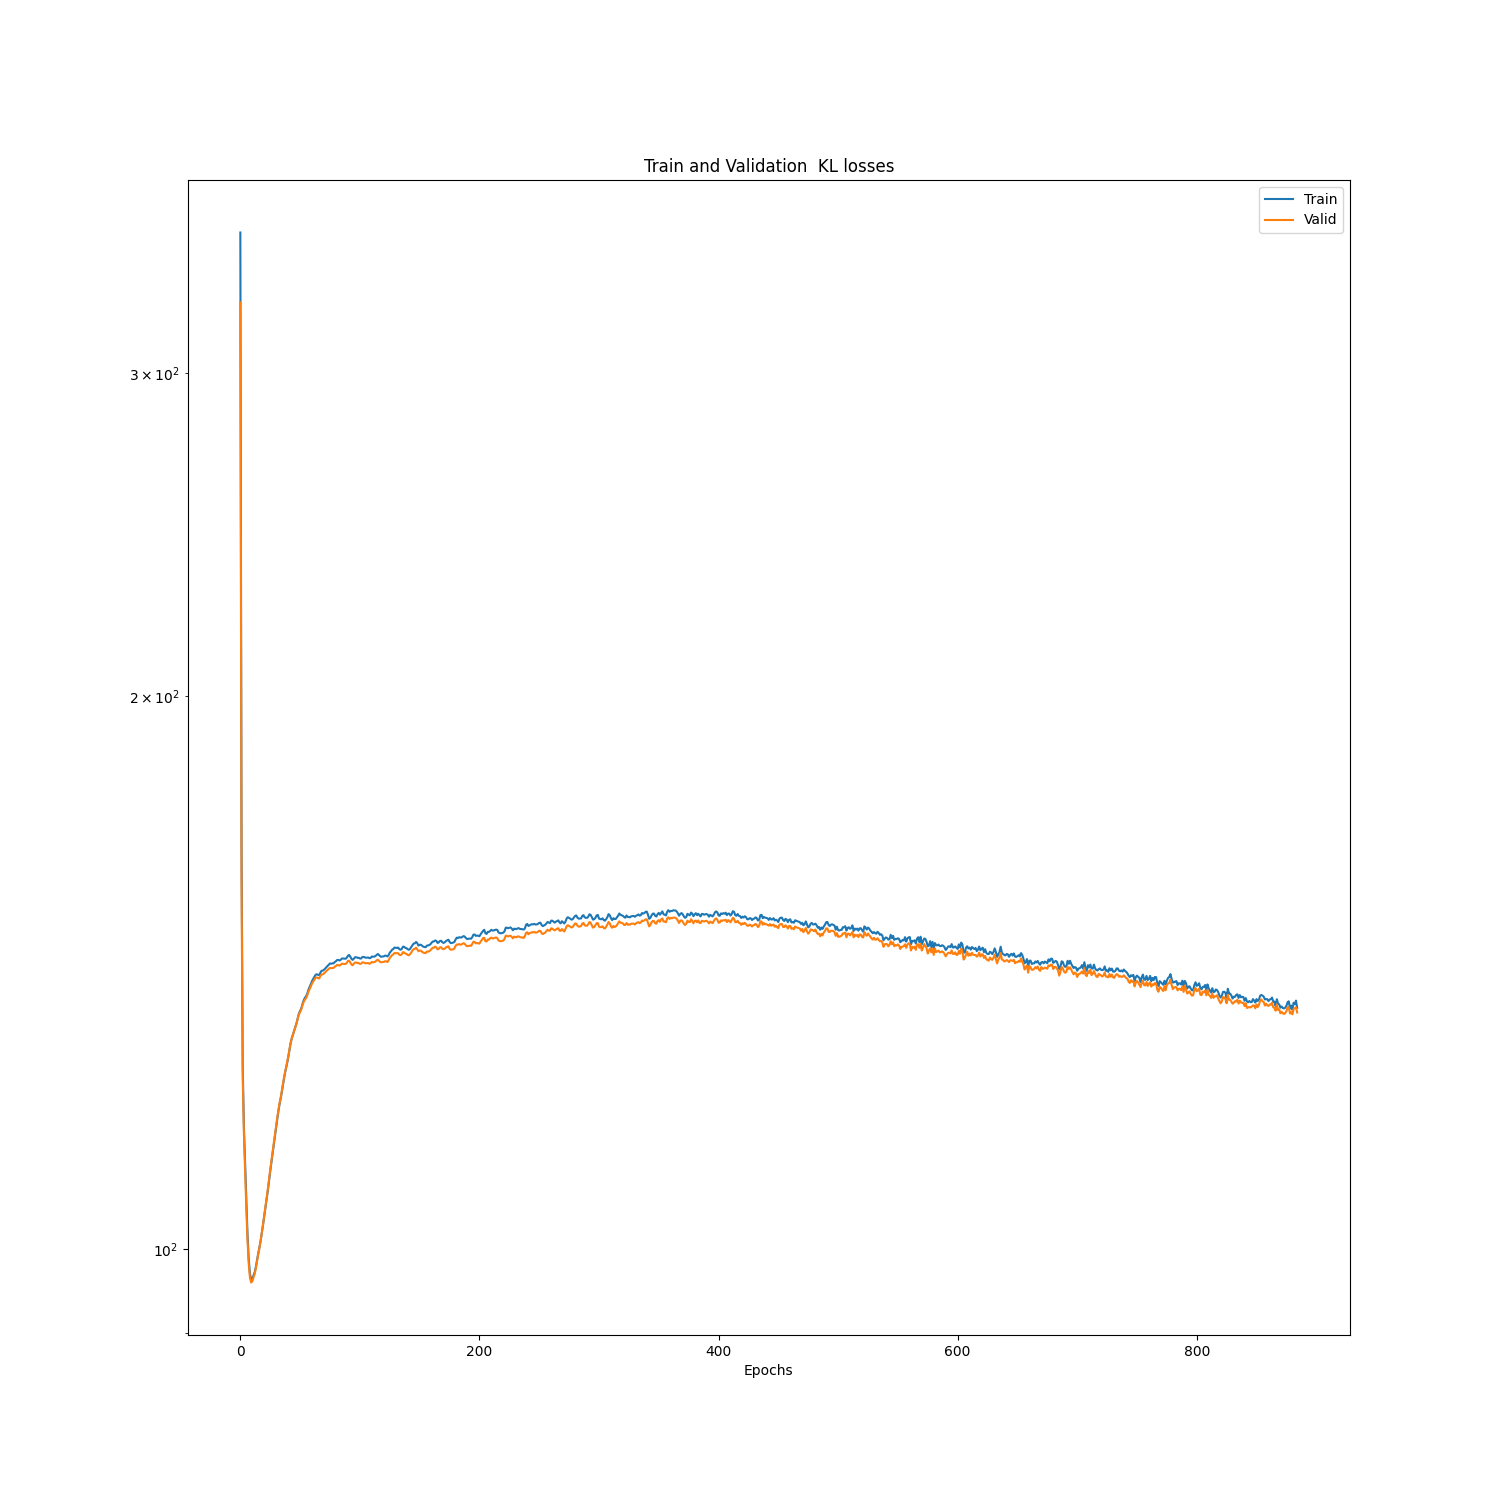 Train and Validation  KL losses
Train
Valid
3 × 10²
2 × 10²
10²
0 200 400 600 800
Epochs